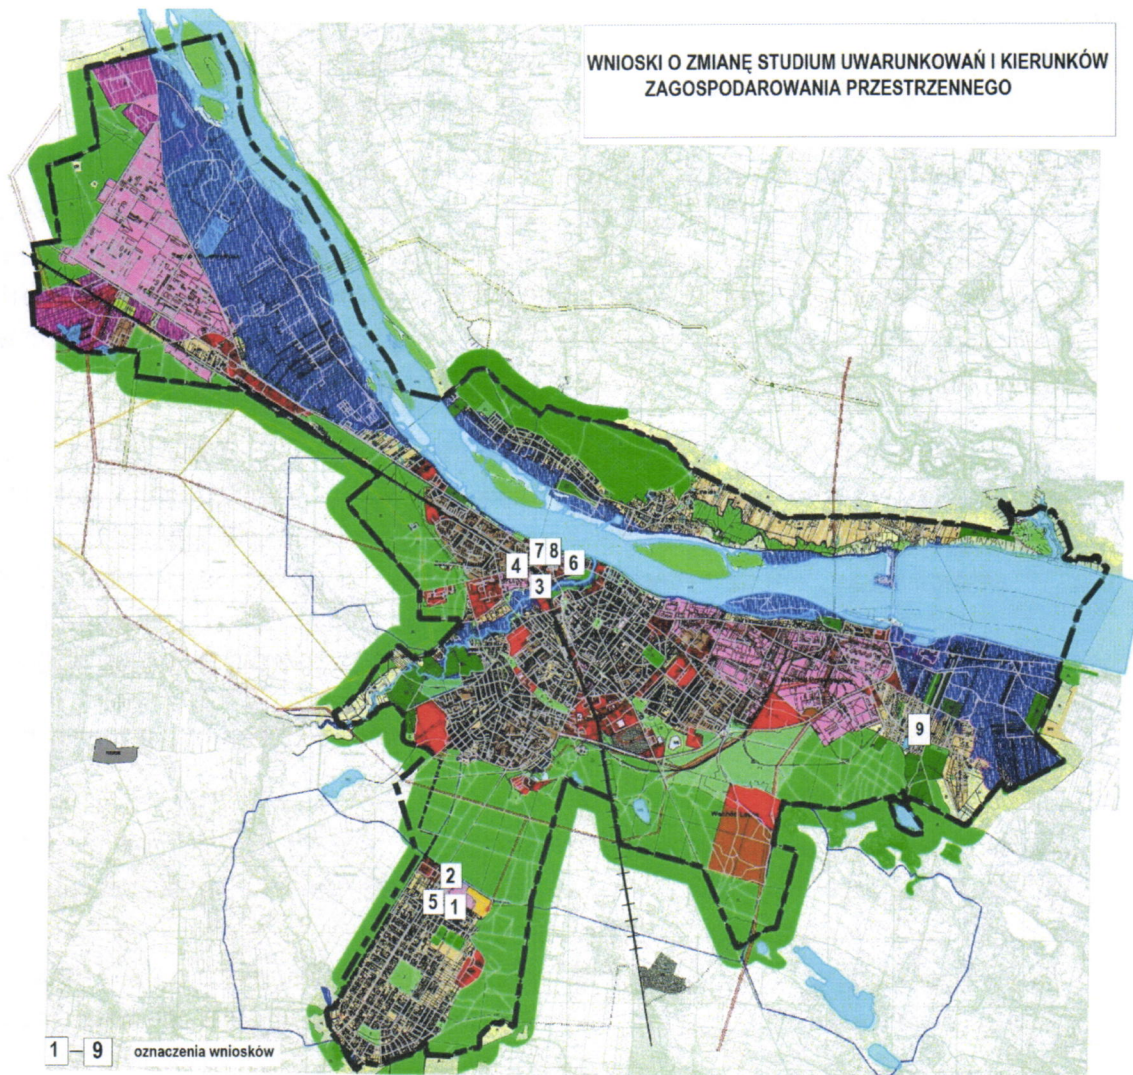 WNIOSKI O ZMIANĘ STUDIUM UWARUNKOWAŃ I KIERUNKÓW
ZAGOSPODAROWANIA PRZESTRZENNEGO
7 8
4 6
3
9
2
5 1
1 – 9 oznaczenia wniosków